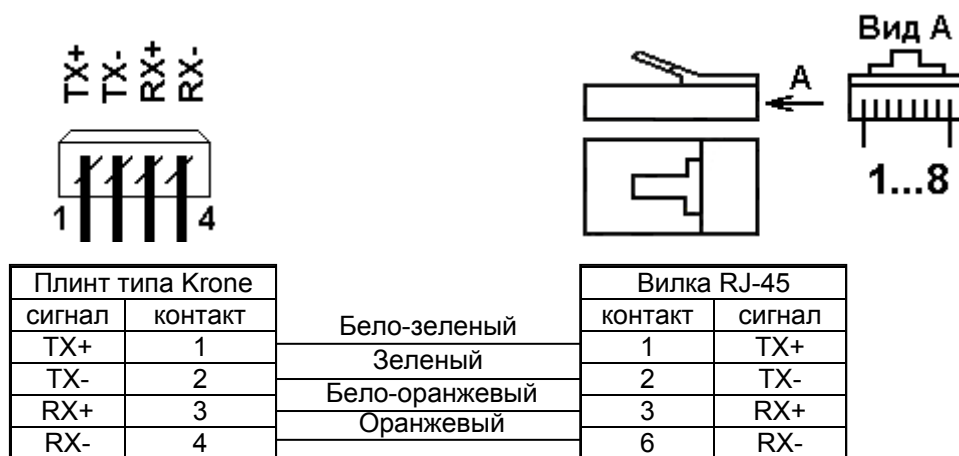 Вид А
TX+ TX- RX+ RX-
А
1 4
1...8
Плинт типа Krone Вилка RJ-45
сигнал контакт контакт сигнал
Бело-зеленый
TX+ 1 1 TX+
Зеленый
TX- 2 2 TX-
Бело-оранжевый
RX+ 3 3 RX+
Оранжевый
RX- 4 6 RX-